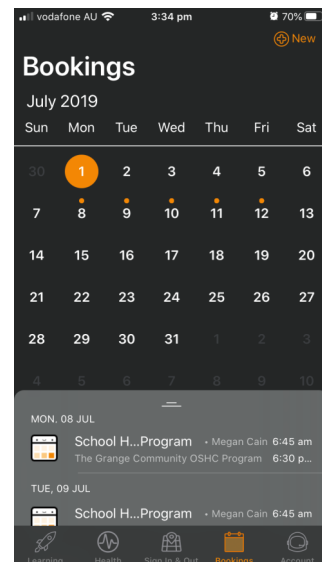 vodafone AU 3:34 pm 70%
New
Bookings
July 2019
Sun Mon Tue Wed Thu Fri Sat
30 1 2 3 4 5 6
7 8 9 10 11 12 13
14 15 16 17 18 19 20
21 22 23 24 25 26 27
28 29 30 31 1 2 3
4 5 6 7 8 9 10
MON, 08 JUL
School H...Program • Megan Cain 6:45 am
The Grange Community OSHC Program 6:30 p...
TUE, 09 JUL
School H...Program • Megan Cain 6:45 am
Learning Health Sign In & Out Bookings Account